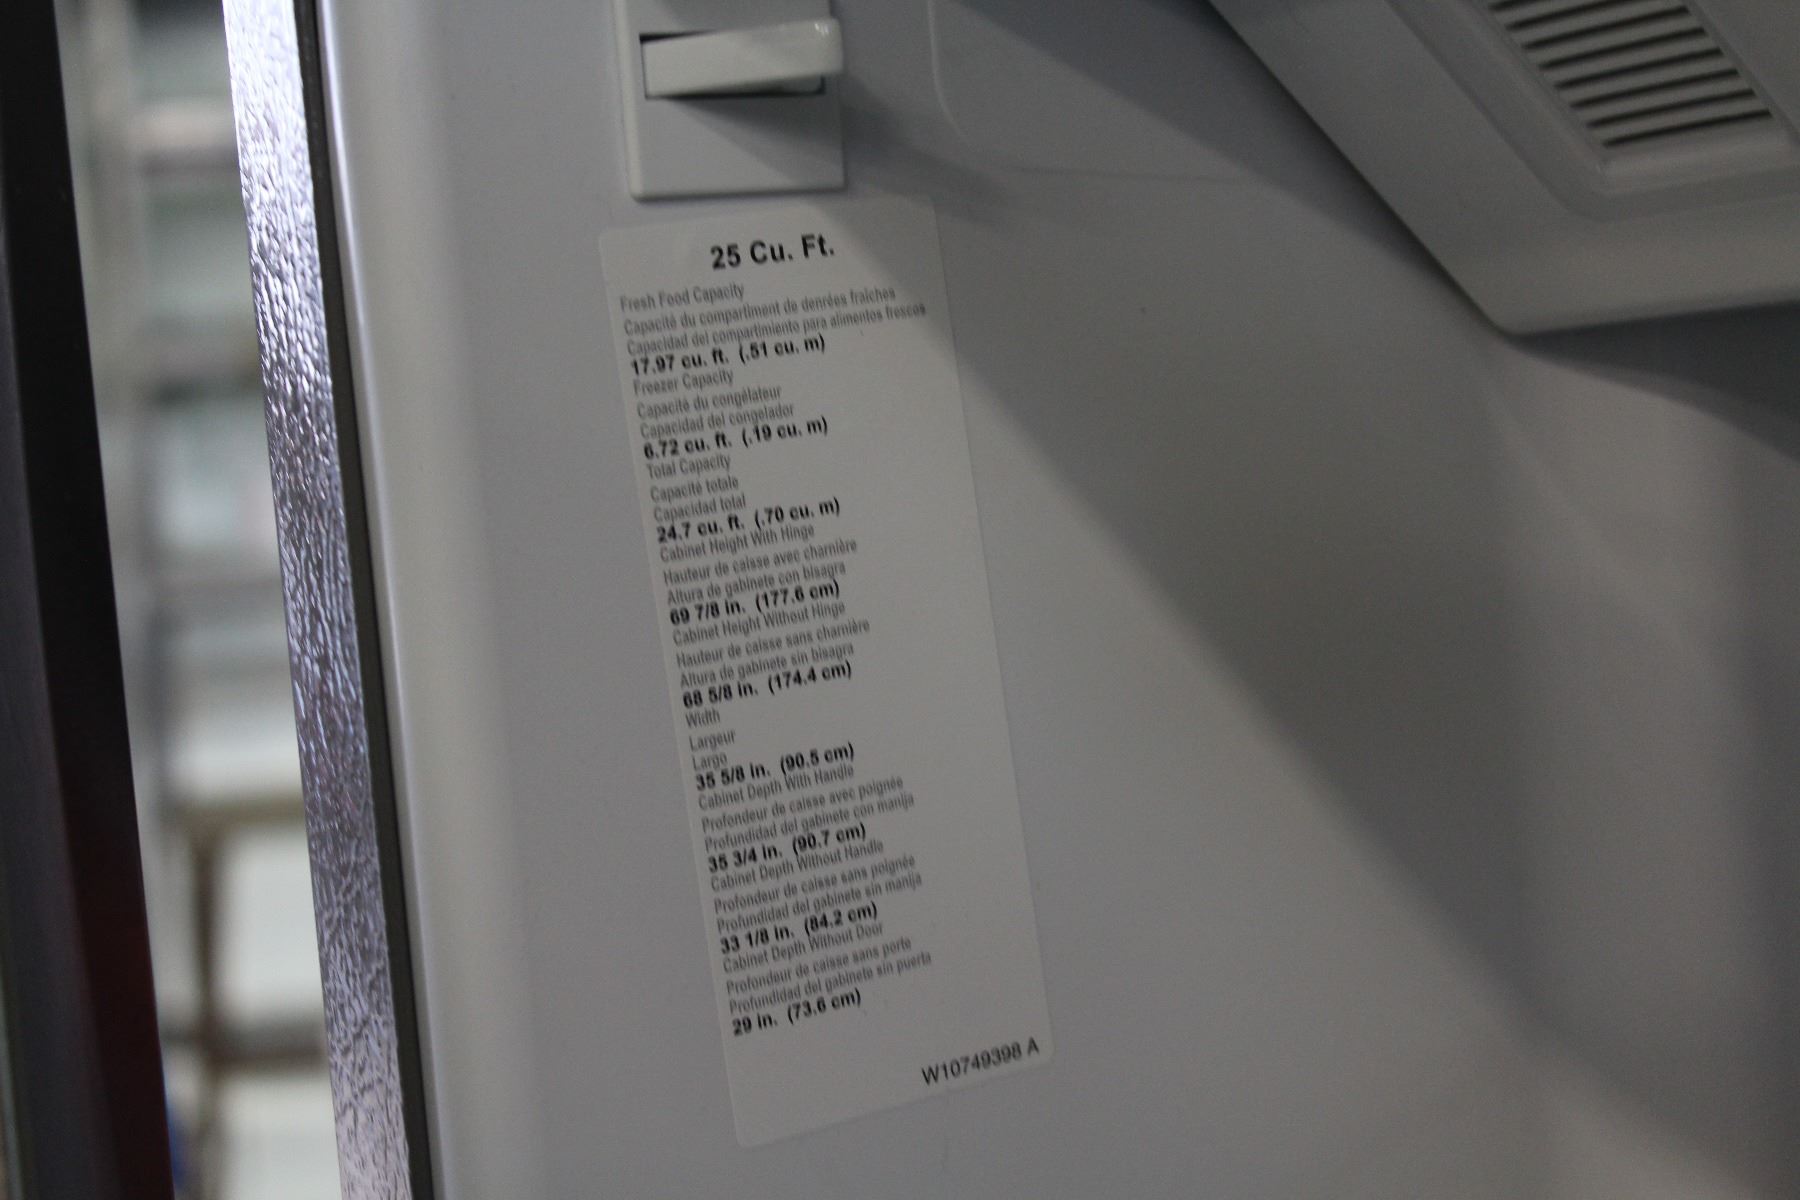 25 Cu. Ft.
Fresh Food Capacity
Capacité du compartiment de denrées fraîches
Capacidad del compartimiento para alimentos frescos
17.97 cu. ft. (.51 cu. m)
Freezer Capacity
Capacité du congélateur
Capacidad del congelador
6.72 cu. ft. (.19 cu. m)
Total Capacity
Capacité totale
Capacidad total
24.7 cu. ft. (.70 cu. m)
Cabinet Height With Hinge
Hauteur de caisse avec charnière
Altura de gabinete con bisagra
69 7/8 in. (177.6 cm)
Cabinet Height Without Hinge
Hauteur de caisse sans charnière
Altura de gabinete sin bisagra
68 5/8 in. (174.4 cm)
Width
Largeur
Largo
35 5/8 in. (90.5 cm)
Cabinet Depth With Handle
Profondeur de caisse avec poignée
Profundidad del gabinete con manija
35 3/4 in. (90.7 cm)
Cabinet Depth Without Handle
Profondeur de caisse sans poignée
Profundidad del gabinete sin manija
33 1/8 in. (84.2 cm)
Cabinet Depth Without Door
Profondeur de caisse sans porte
Profundidad del gabinete sin puerta
29 in. (73.6 cm)
W10749398 A